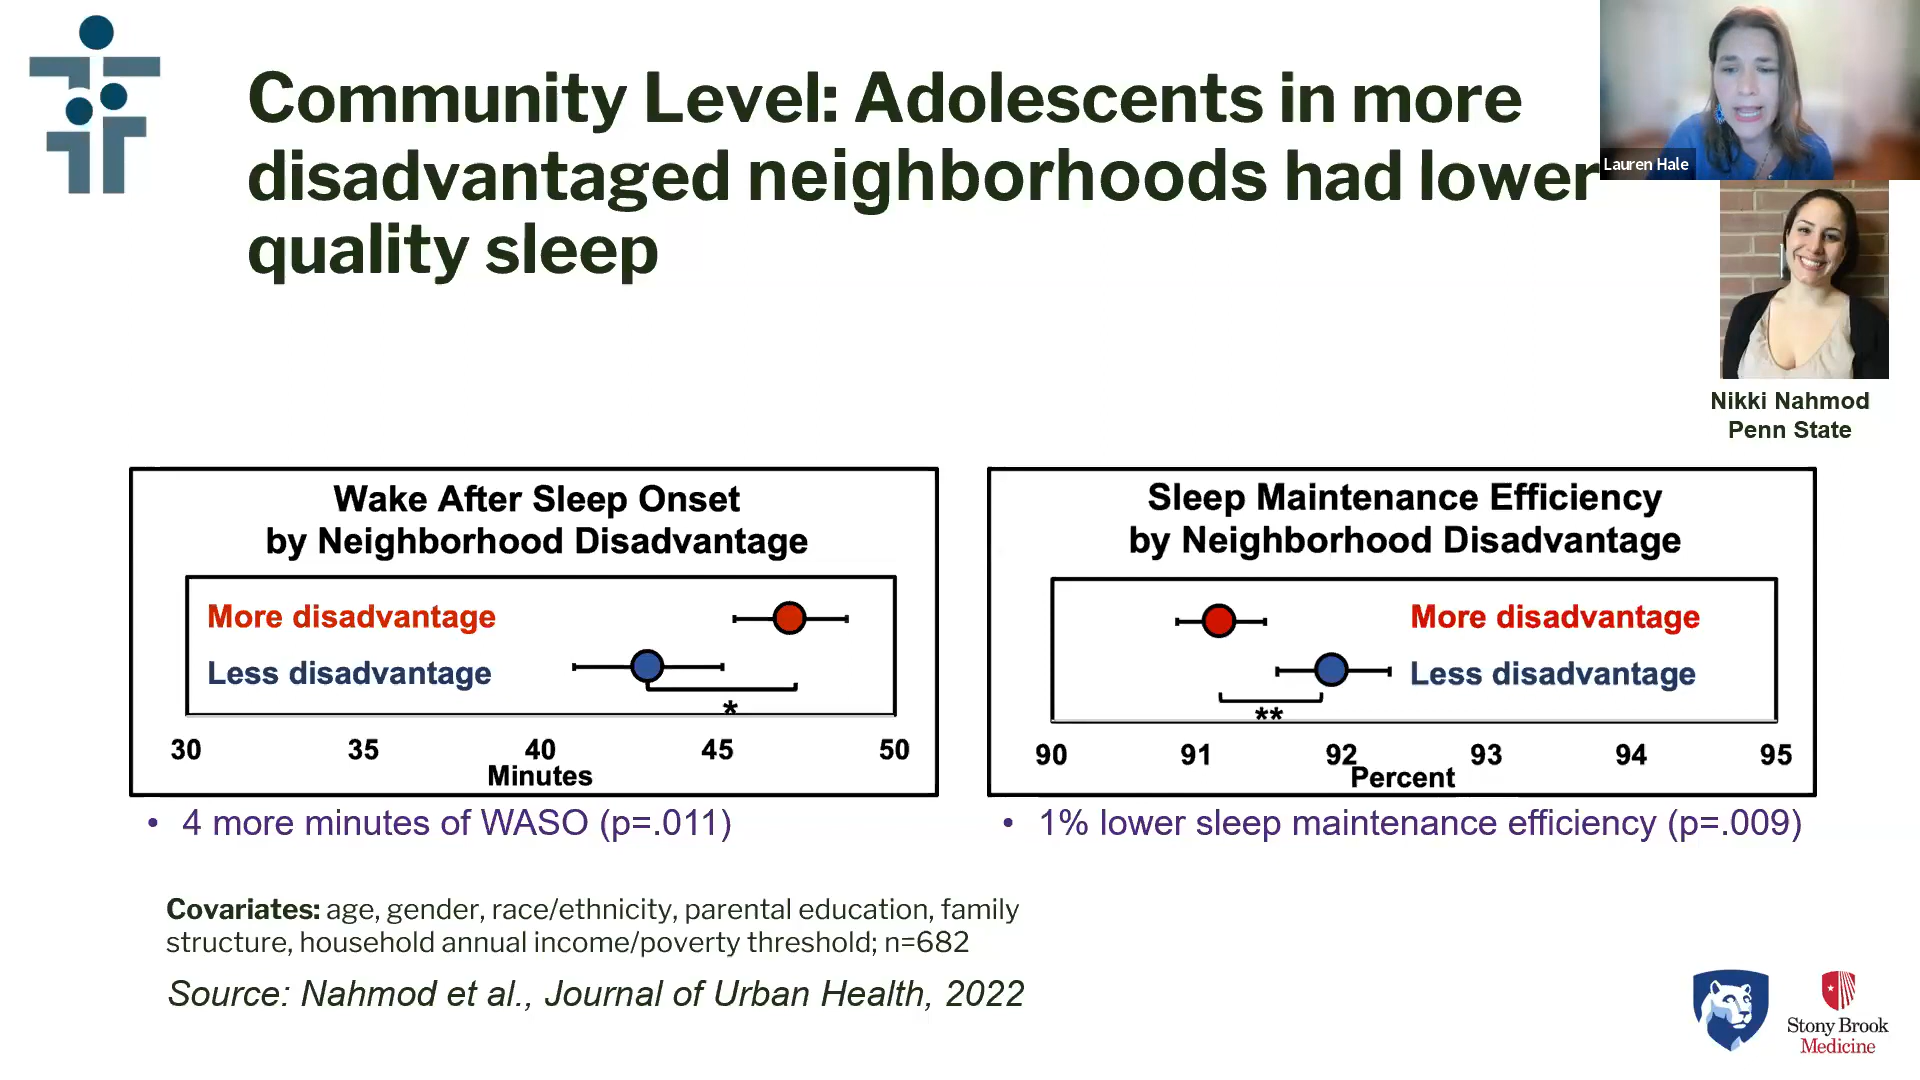 Community Level: Adolescents in more
disadvantaged neighborhoods had lower
quality sleep
Lauren Hale
Nikki Nahmod
Penn State
Wake After Sleep Onset
by Neighborhood Disadvantage
More disadvantage
Less disadvantage
*
30 35 40 45 50
Minutes
Sleep Maintenance Efficiency
by Neighborhood Disadvantage
More disadvantage
Less disadvantage
**
90 91 92 93 94 95
Percent
• 4 more minutes of WASO (p=.011)
• 1% lower sleep maintenance efficiency (p=.009)
Covariates: age, gender, race/ethnicity, parental education, family
structure, household annual income/poverty threshold; n=682
Source: Nahmod et al., Journal of Urban Health, 2022
Stony Brook
Medicine